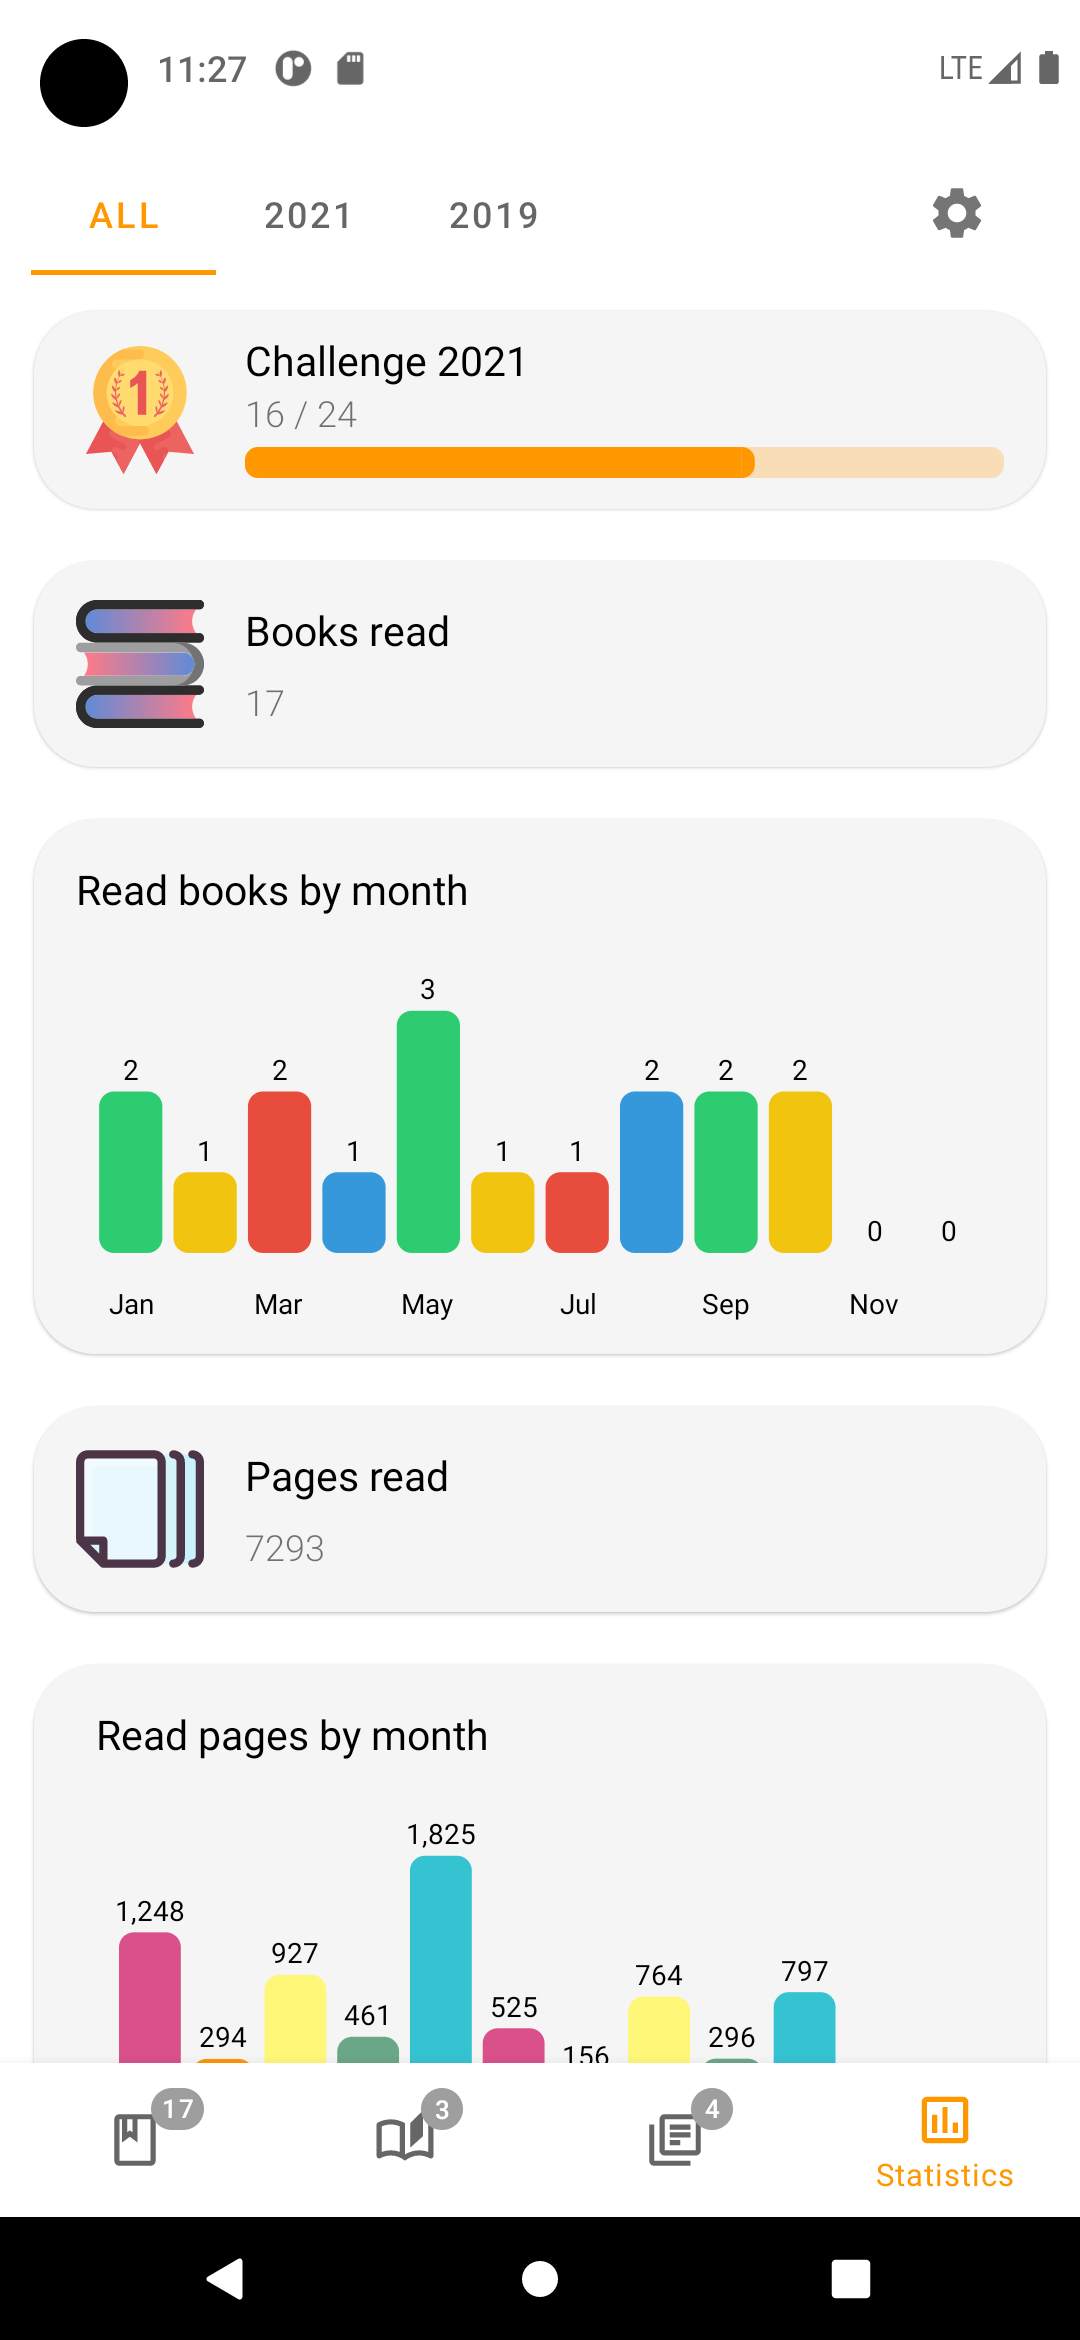 11:27
LTE
ALL 2021 2019
1
Challenge 2021
16 / 24
Books read
17
Read books by month
3
2 2 2 2 2
1 1 1 1
0 0
Jan Mar May Jul Sep Nov
Pages read
7293
Read pages by month
1,825
1,248
927
764
797
461
525
294
296
156
17 3 4
Statistics